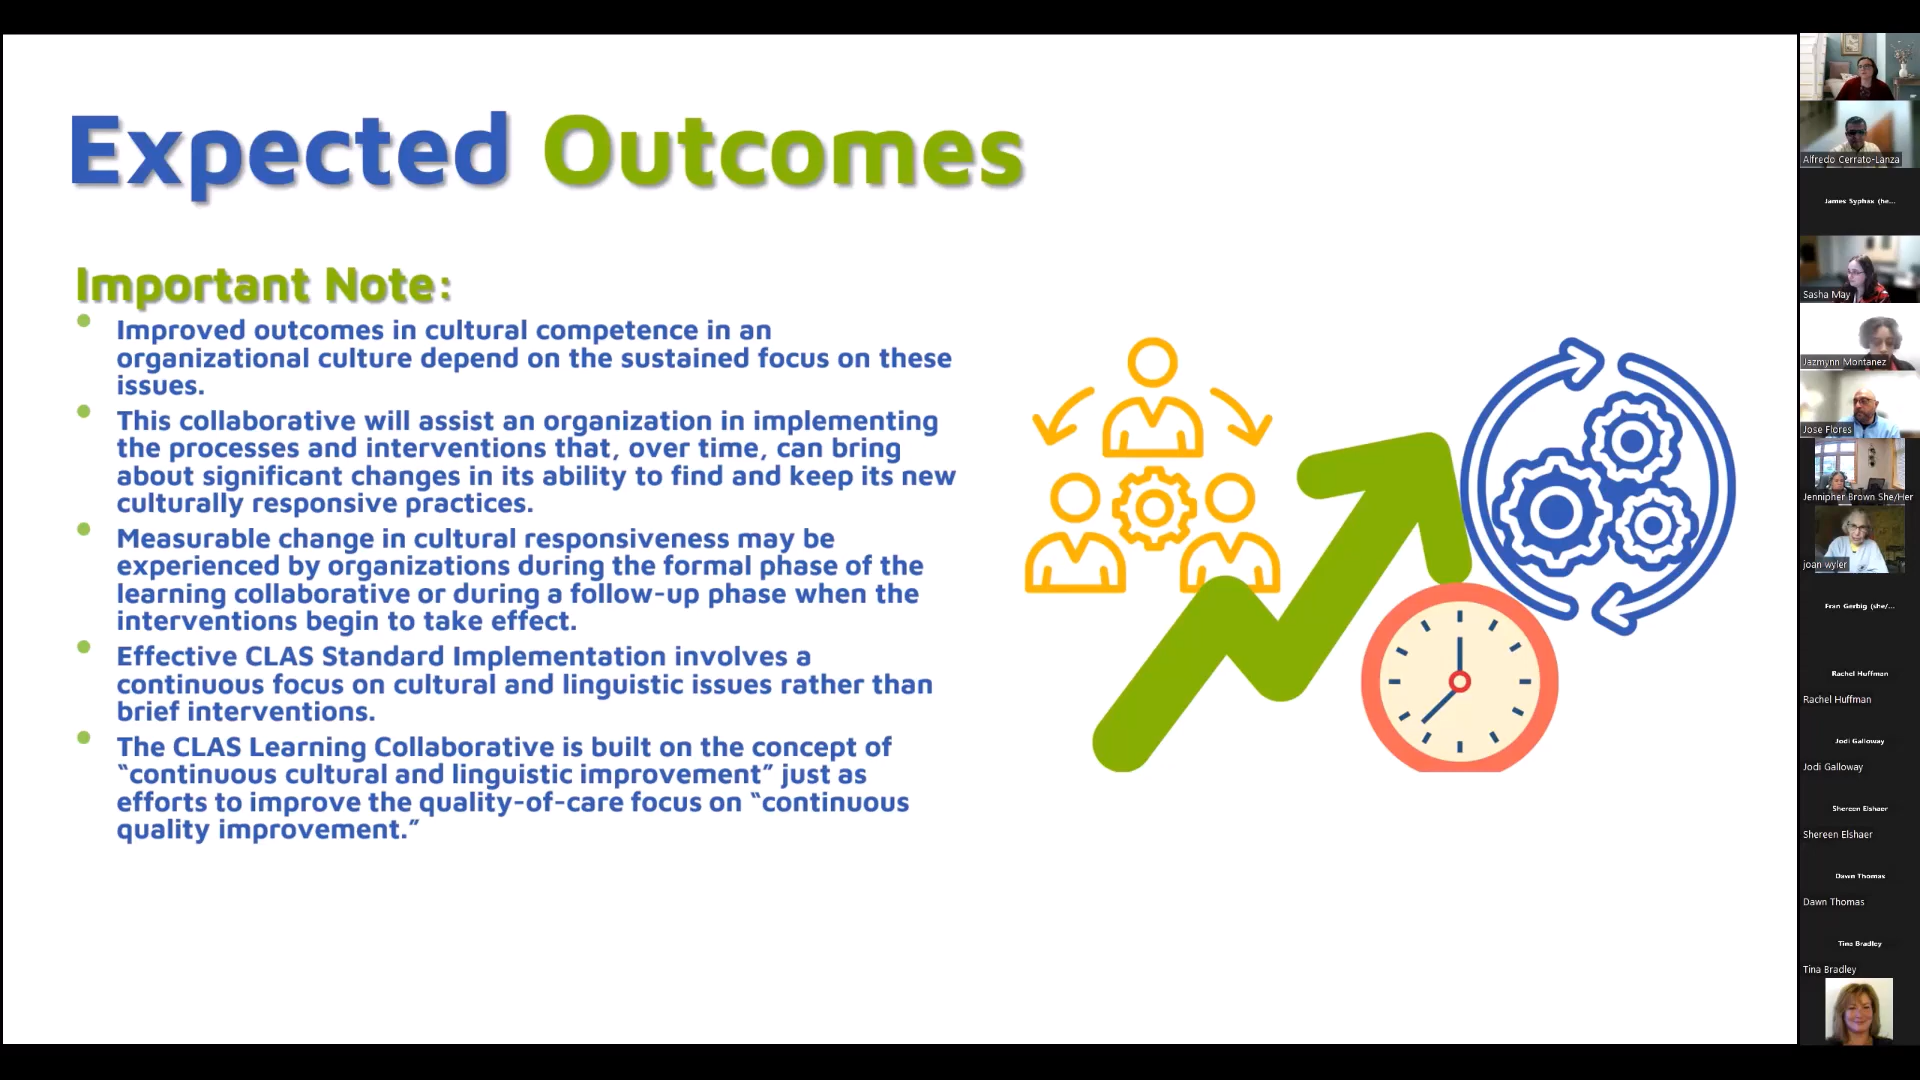 Expected Outcomes
Important Note:
Improved outcomes in cultural competence in an
organizational culture depend on the sustained focus on these
issues.
This collaborative will assist an organization in implementing
the processes and interventions that, over time, can bring
about significant changes in its ability to find and keep its new
culturally responsive practices.
Measurable change in cultural responsiveness may be
experienced by organizations during the formal phase of the
learning collaborative or during a follow-up phase when the
interventions begin to take effect.
Effective CLAS Standard Implementation involves a
continuous focus on cultural and linguistic issues rather than
brief interventions.
The CLAS Learning Collaborative is built on the concept of
“continuous cultural and linguistic improvement” just as
efforts to improve the quality-of-care focus on “continuous
quality improvement.”
Alfredo Cerrato-Lanza
James Syphax (he...
Sasha May
Jazmynn Montanez
Jose Flores
Jennipher Brown She/Her
joan wyler
Fran Gerbig (she/...
Rachel Huffman
Rachel Huffman
Jodi Galloway
Jodi Galloway
Shereen Elshaer
Shereen Elshaer
Dawn Thomas
Dawn Thomas
Tina Bradley
Tina Bradley